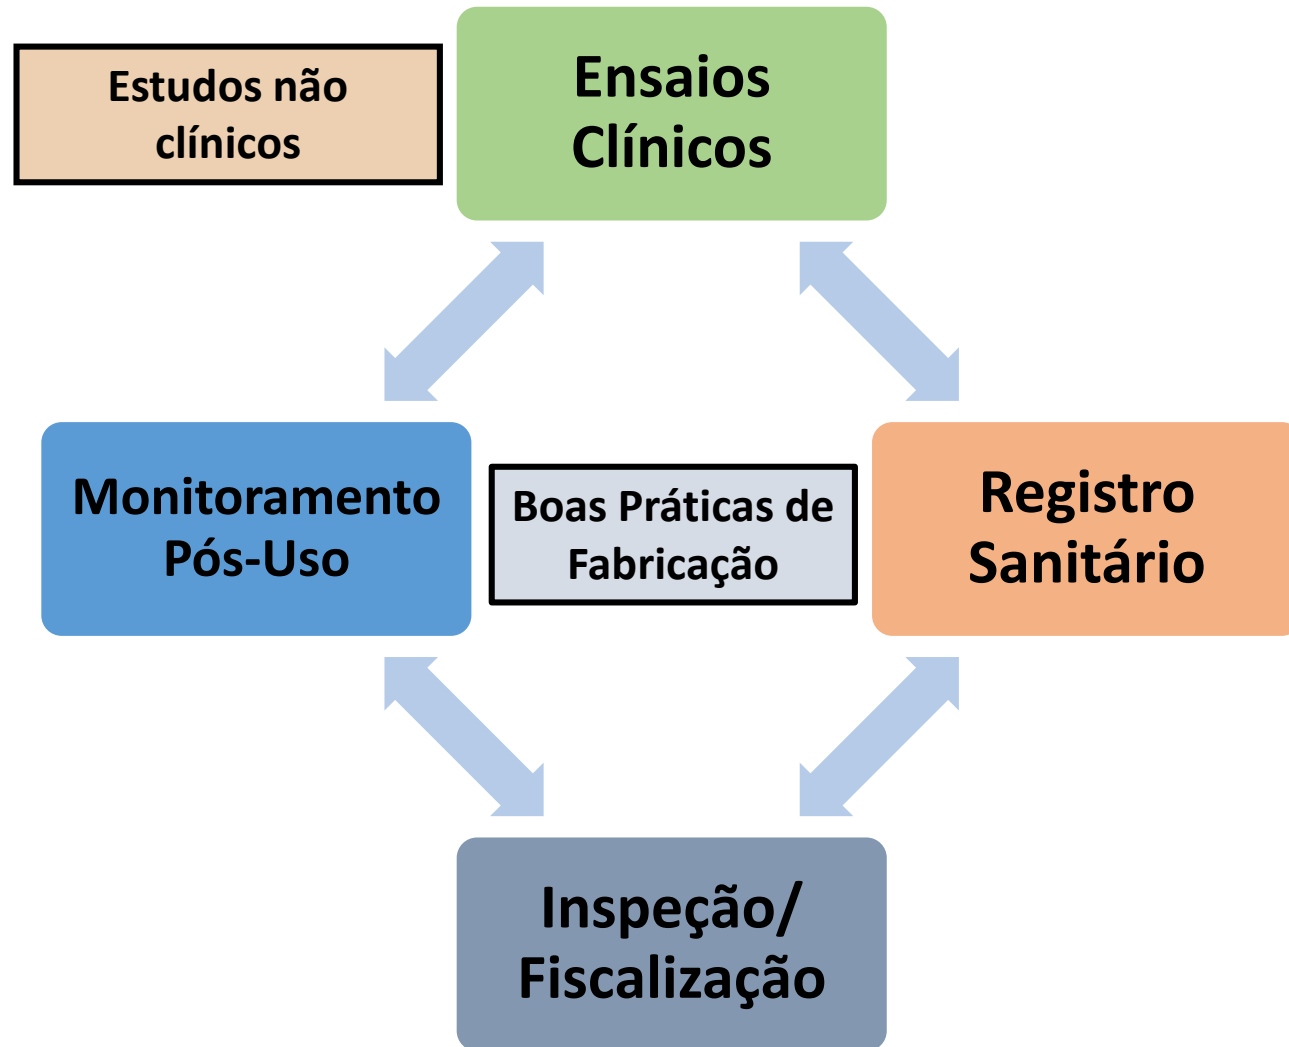 Estudos não
clínicos
Ensaios
Clínicos
Monitoramento
Pós-Uso
Boas Práticas de
Fabricação
Registro
Sanitário
Inspeção/
Fiscalização